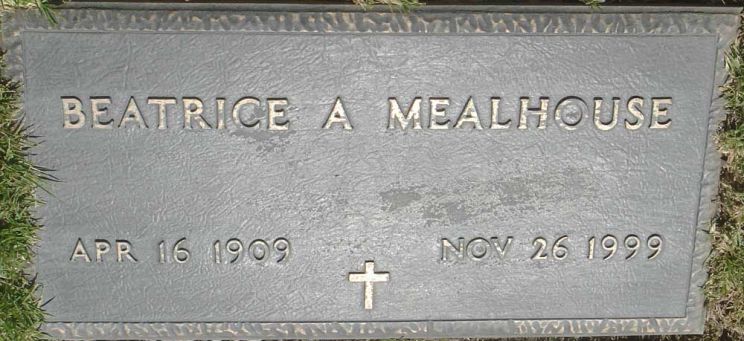 BEATRICE A MEALHOUSE
APR 16 1909 NOV 26 1999